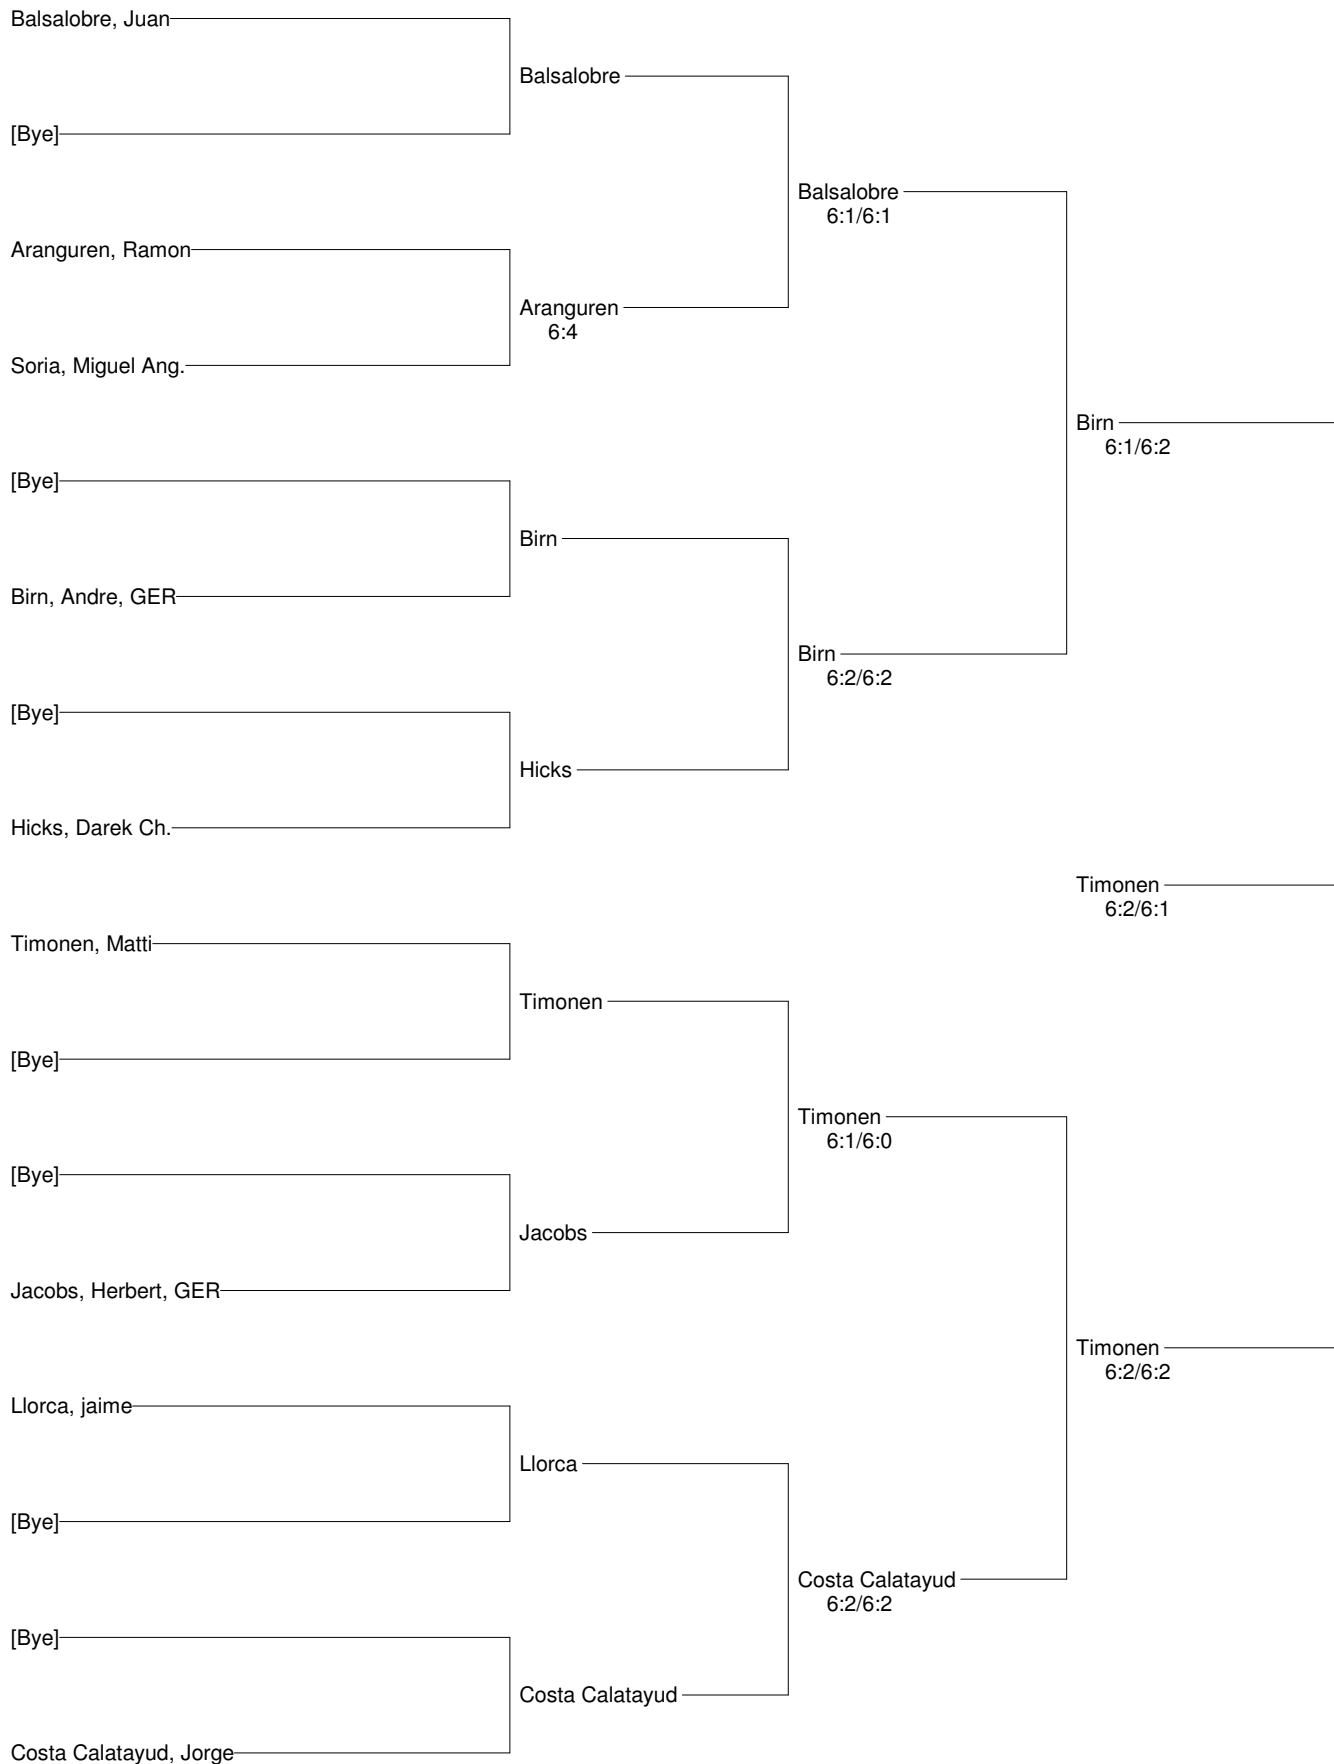 Balsalobre, Juan
Balsalobre
[Bye]
Balsalobre
6:1/6:1
Aranguren, Ramon
Aranguren
6:4
Soria, Miguel Ang.
Birn
6:1/6:2
[Bye]
Birn
Birn, Andre, GER
Birn
6:2/6:2
[Bye]
Hicks
Hicks, Darek Ch.
Timonen
6:2/6:1
Timonen, Matti
Timonen
[Bye]
Timonen
6:1/6:0
[Bye]
Jacobs
Jacobs, Herbert, GER
Timonen
6:2/6:2
Llorca, jaime
Llorca
[Bye]
Costa Calatayud
6:2/6:2
[Bye]
Costa Calatayud
Costa Calatayud, Jorge